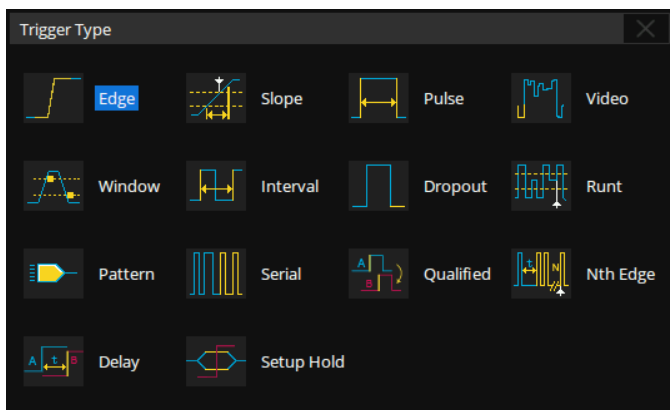 Trigger Type
Edge Slope Pulse Video
Window Interval Dropout Runt
Pattern Serial A B Qualified t N Nth Edge
A t B Delay Setup Hold